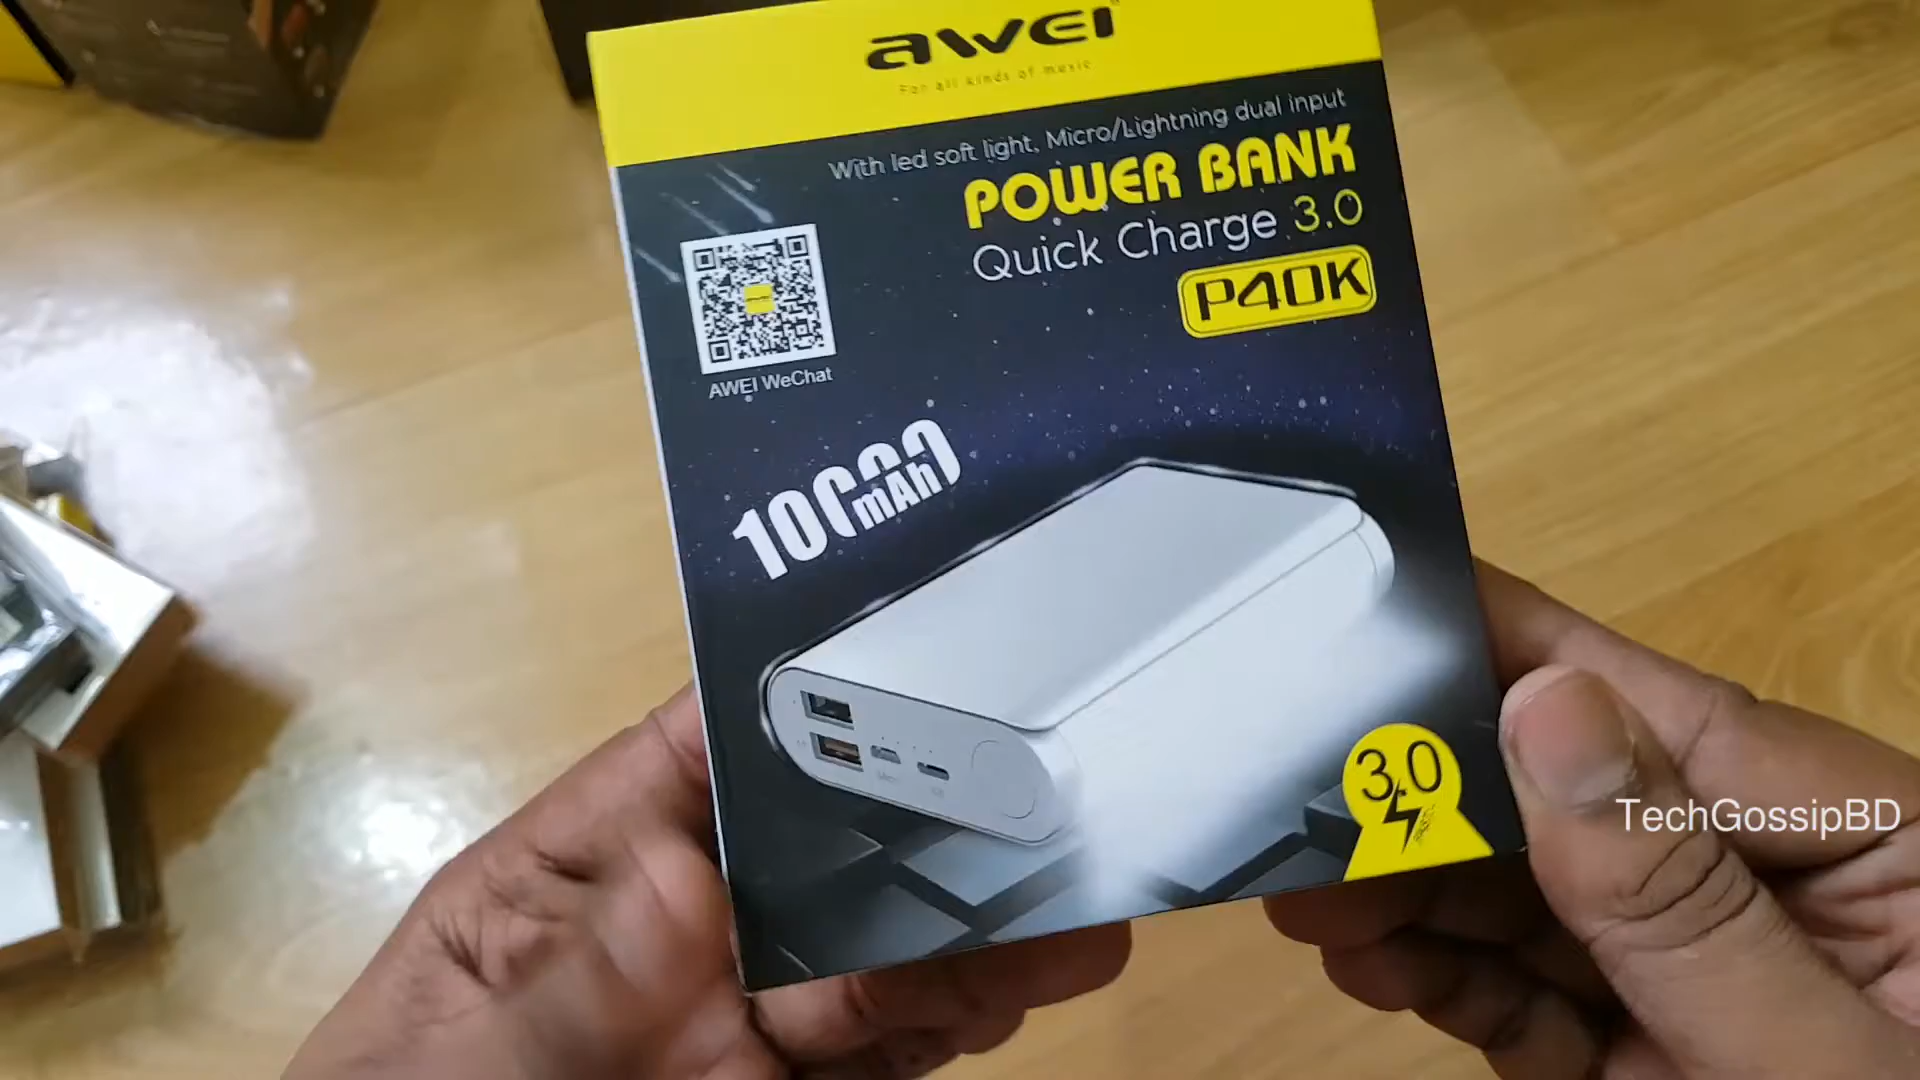 AWEI
For all kinds of music
With led soft light, Micro/Lightning dual input
POWER BANK
Quick Charge 3.0
P40K
AWEI WeChat
10000
mAh
3.0
TechGossipBD